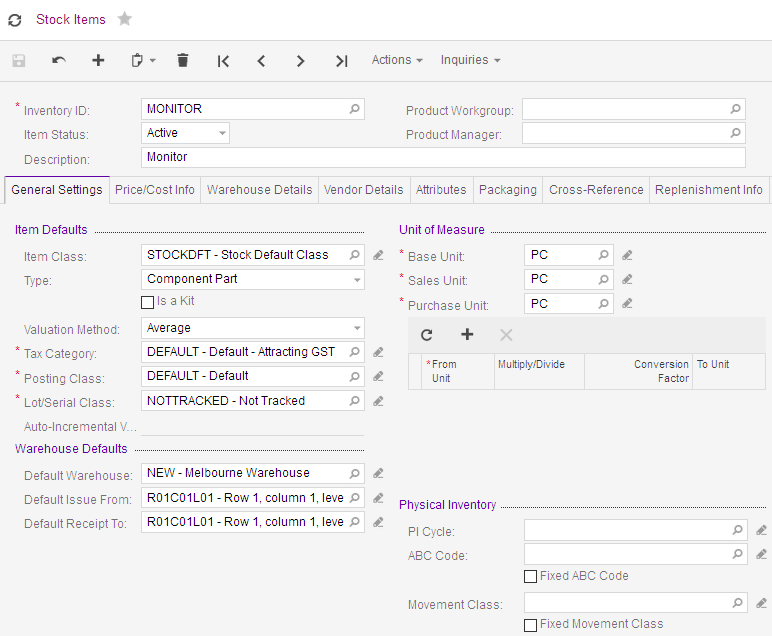 Stock Items
Actions Inquiries
* Inventory ID: MONITOR Product Workgroup:
Item Status: Active Product Manager:
Description: Monitor
General Settings Price/Cost Info Warehouse Details Vendor Details Attributes Packaging Cross-Reference Replenishment Info
Item Defaults
Item Class: STOCKDFT - Stock Default Class
Type: Component Part
Is a Kit
Valuation Method: Average
* Tax Category: DEFAULT - Default - Attracting GST
* Posting Class: DEFAULT - Default
* Lot/Serial Class: NOTTRACKED - Not Tracked
Auto-Incremental V...
Warehouse Defaults
Default Warehouse: NEW - Melbourne Warehouse
Default Issue From: R01C01L01 - Row 1, column 1, leve
Default Receipt To: R01C01L01 - Row 1, column 1, leve
Unit of Measure
* Base Unit: PC
* Sales Unit: PC
* Purchase Unit: PC
* From Unit Multiply/Divide Conversion Factor To Unit
Physical Inventory
PI Cycle:
ABC Code:
Fixed ABC Code
Movement Class:
Fixed Movement Class